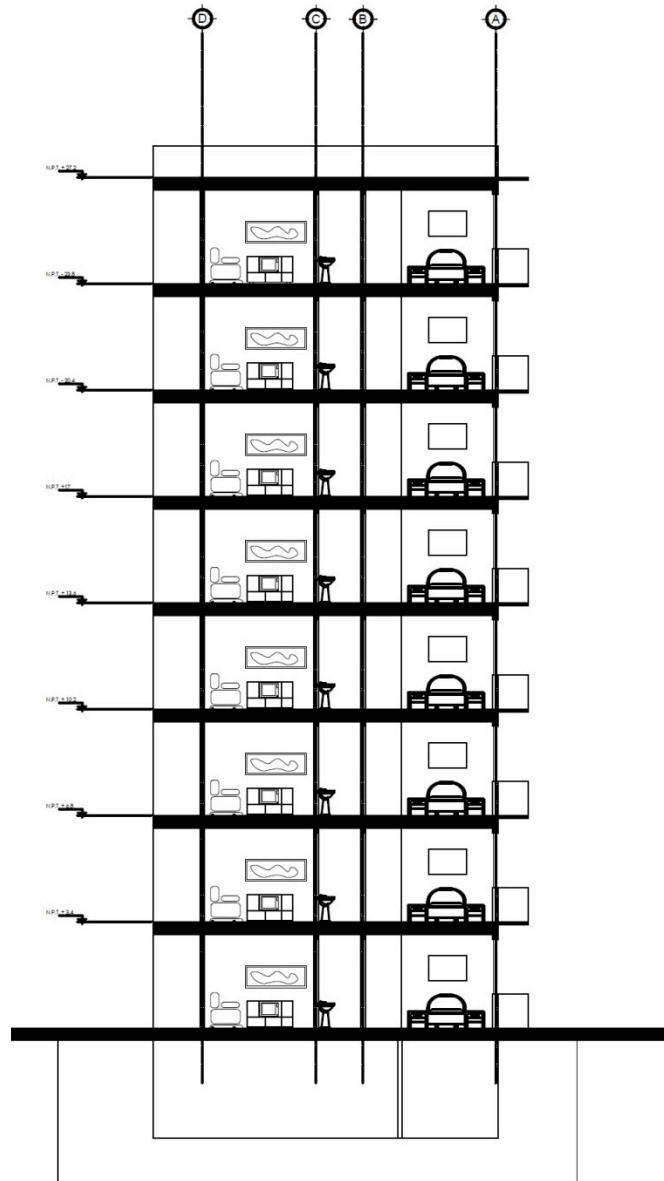 D C B A
N.P.T. + 27.2
N.P.T. + 23.8
N.P.T. + 20.4
N.P.T. +17
N.P.T. + 13.6
N.P.T. + 10.2
N.P.T. + 6.8
N.P.T. + 3.4